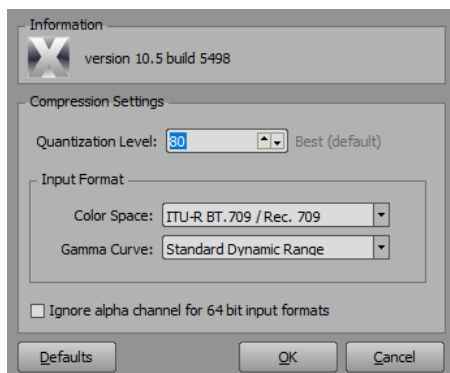 Information
X
version 10.5 build 5498
Compression Settings
Quantization Level: 80 Best (default)
Input Format
Color Space: ITU-R BT.709 / Rec. 709
Gamma Curve: Standard Dynamic Range
Ignore alpha channel for 64 bit input formats
Defaults OK Cancel